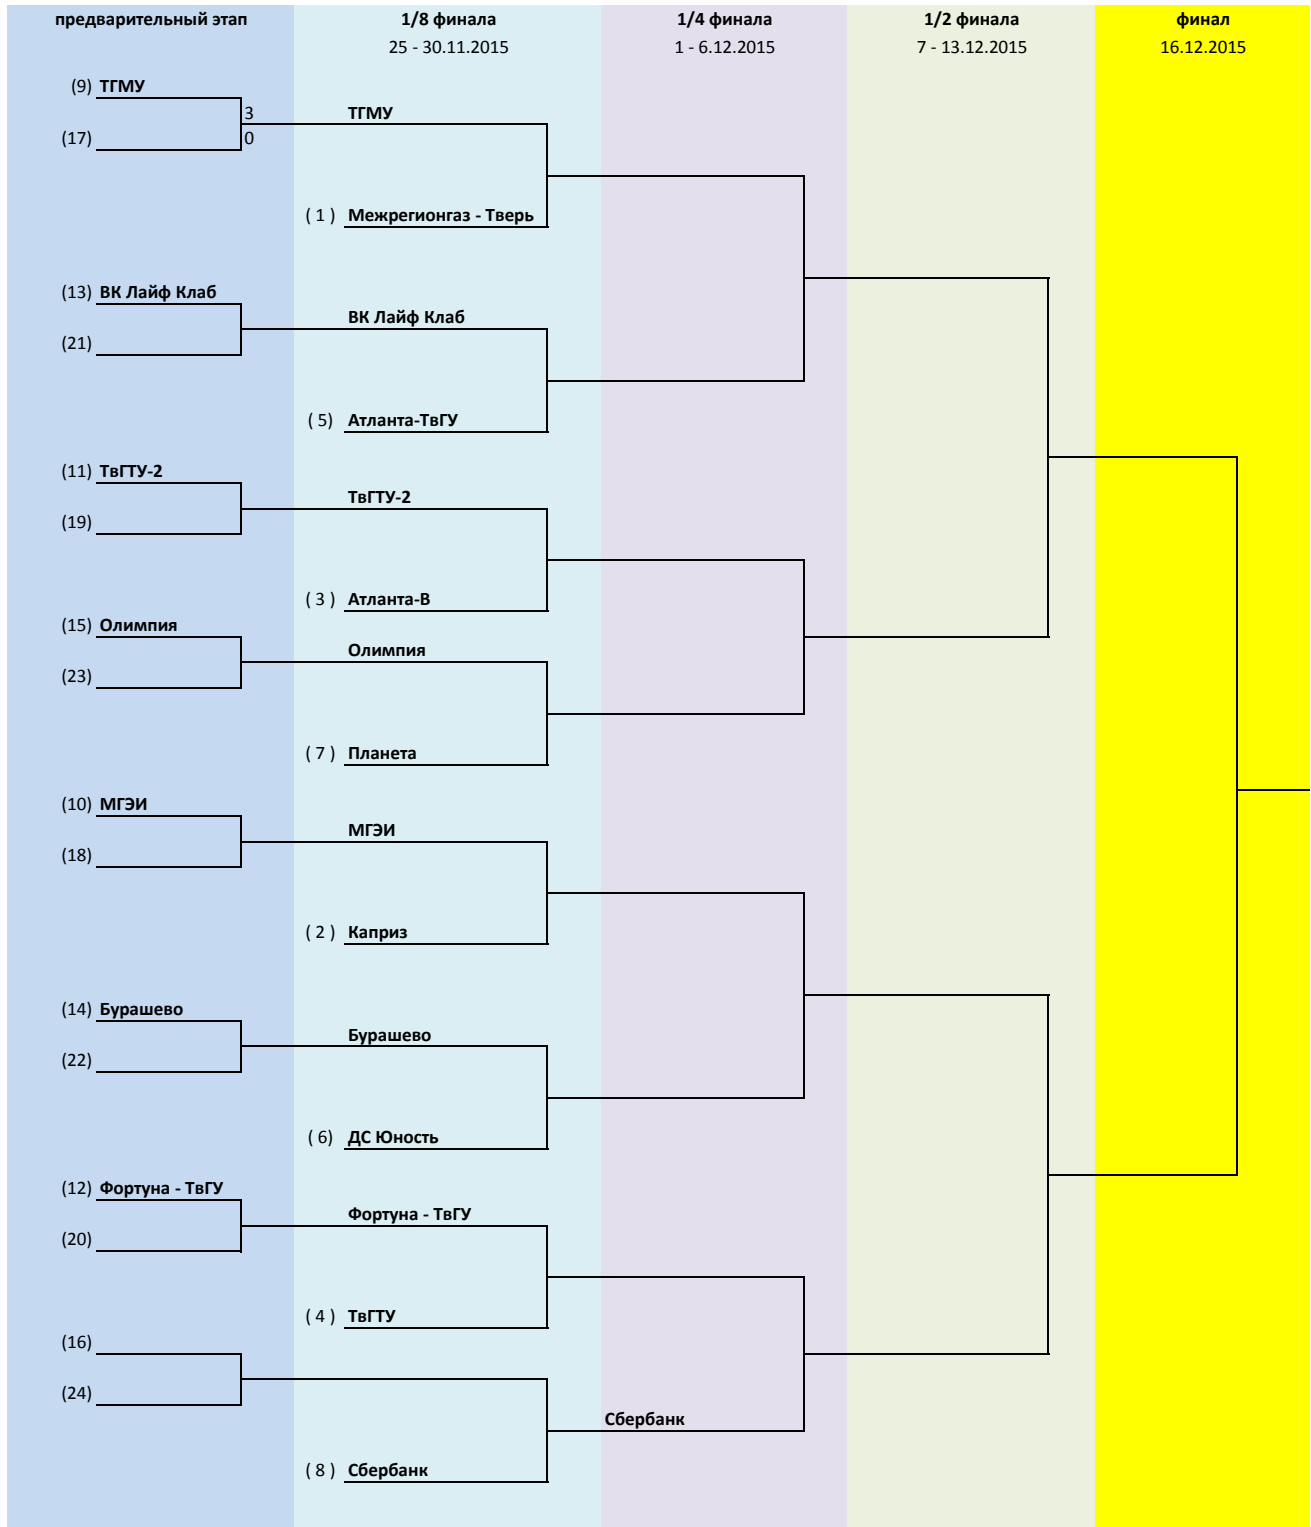 предварительный этап
1/8 финала
1/4 финала
1/2 финала
финал
25 - 30.11.2015
1 - 6.12.2015
7 - 13.12.2015
16.12.2015
(9) ТГМУ
3
ТГМУ
(17)
0
( 1 ) Межрегионгаз - Тверь
(13) ВК Лайф Клаб
ВК Лайф Клаб
(21)
( 5) Атланта-ТвГУ
(11) ТвГТУ-2
ТвГТУ-2
(19)
( 3 ) Атланта-В
(15) Олимпия
Олимпия
(23)
( 7 ) Планета
(10) МГЭИ
МГЭИ
(18)
( 2 ) Каприз
(14) Бурашево
Бурашево
(22)
( 6) ДС Юность
(12) Фортуна - ТвГУ
Фортуна - ТвГУ
(20)
( 4 ) ТвГТУ
(16)
(24)
Сбербанк
( 8 ) Сбербанк